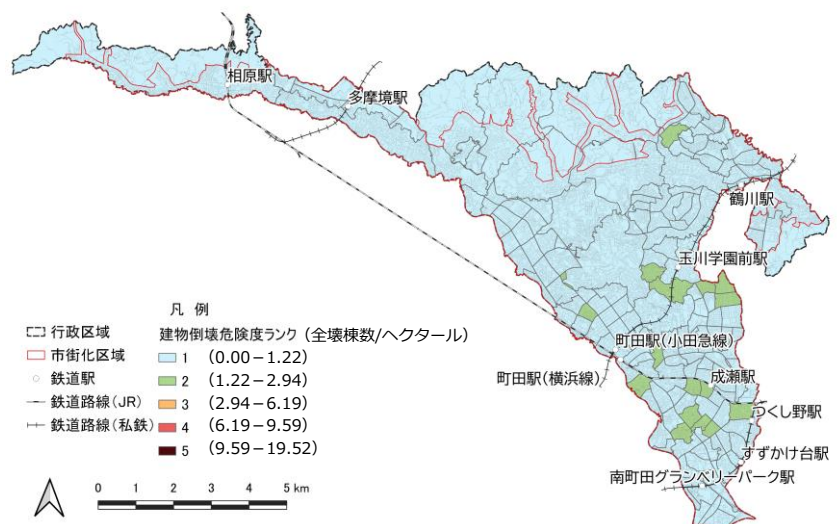 相原駅
多摩境駅
鶴川駅
玉川学園前駅
町田駅(小田急線)
町田駅(横浜線)
成瀬駅
つくし野駅
すずかけ台駅
南町田グランベリーパーク駅
凡 例
行政区域
市街化区域
鉄道駅
鉄道路線(JR)
鉄道路線(私鉄)
建物倒壊危険度ランク (全壊棟数/ヘクタール)
1 (0.00－1.22)
2 (1.22－2.94)
3 (2.94－6.19)
4 (6.19－9.59)
5 (9.59－19.52)
0 1 2 3 4 5 km